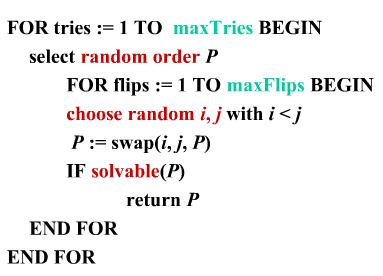 FOR tries := 1 TO maxTries BEGIN
select random order P
FOR flips := 1 TO maxFlips BEGIN
choose random i, j with i < j
P := swap(i, j, P)
IF solvable(P)
return P
END FOR
END FOR